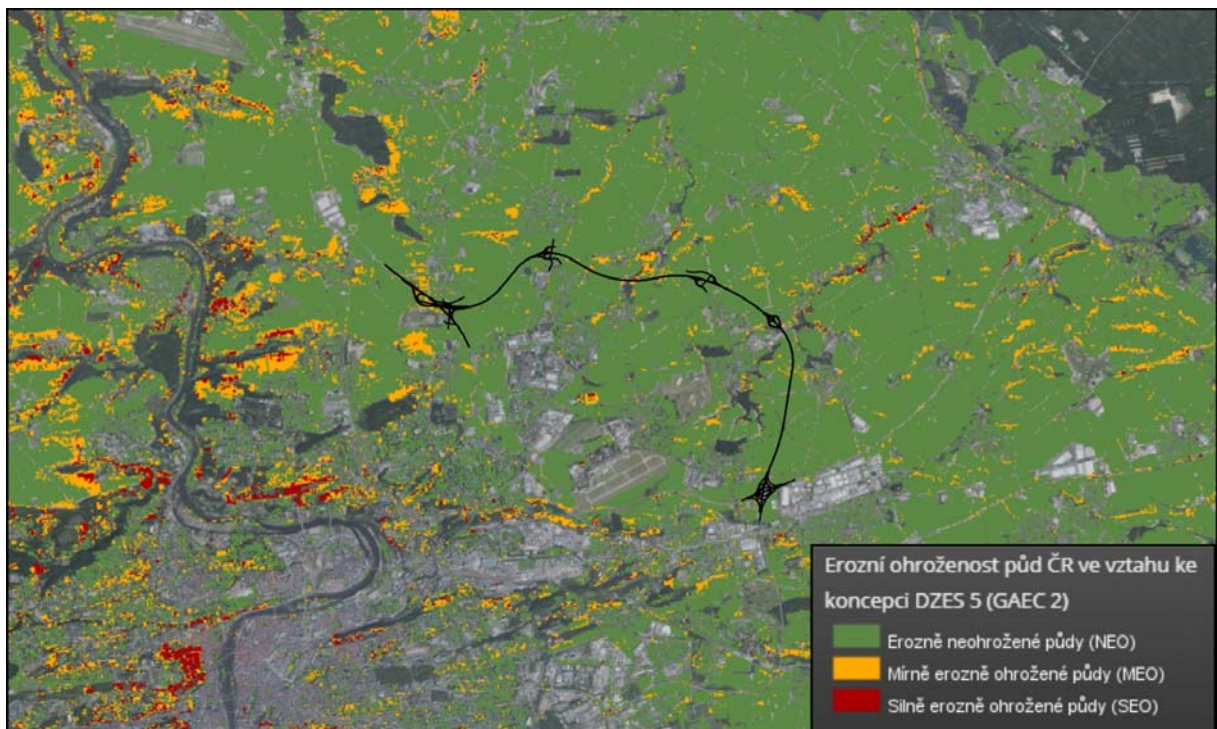 Erozní ohroženost půd ČR ve vztahu ke
koncepci DZES 5 (GAEC 2)
Erozně neohrožené půdy (NEO)
Mírně erozně ohrožené půdy (MEO)
Silně erozně ohrožené půdy (SEO)